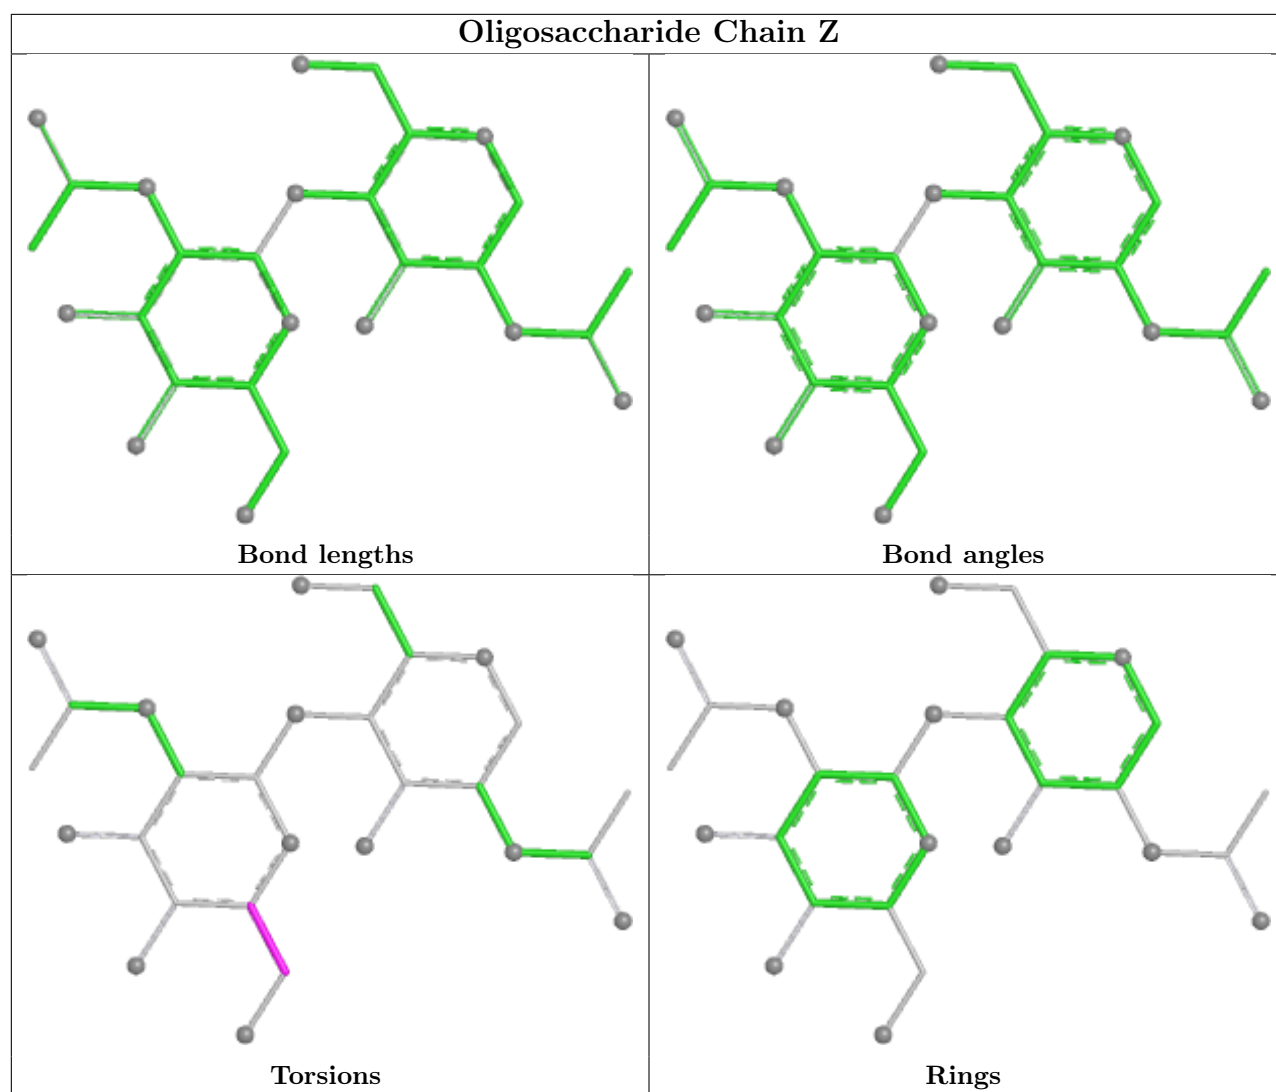 Oligosaccharide Chain Z
Bond lengths
Bond angles
Torsions
Rings